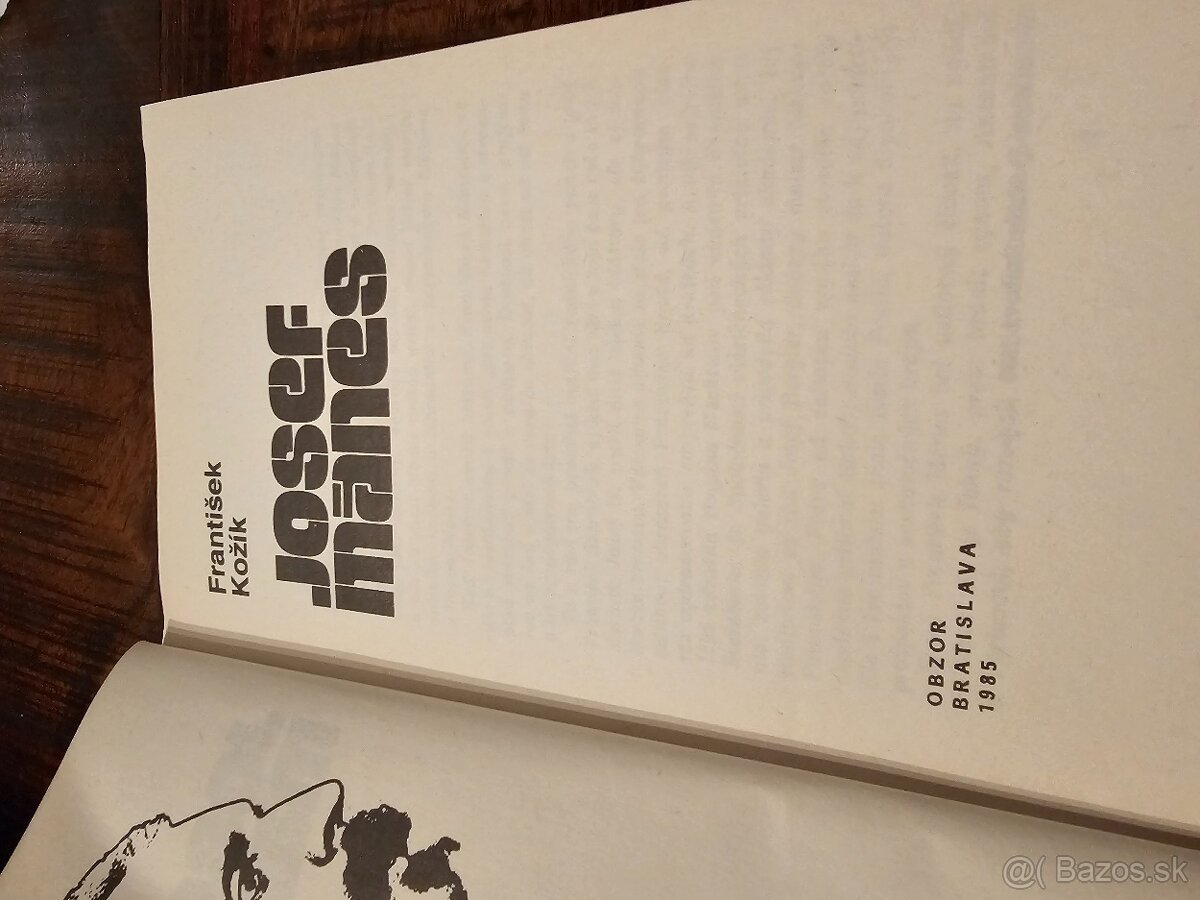 František
Kožík
Josef
mánes
OBZOR
BRATISLAVA
1985
@( Bazos.sk